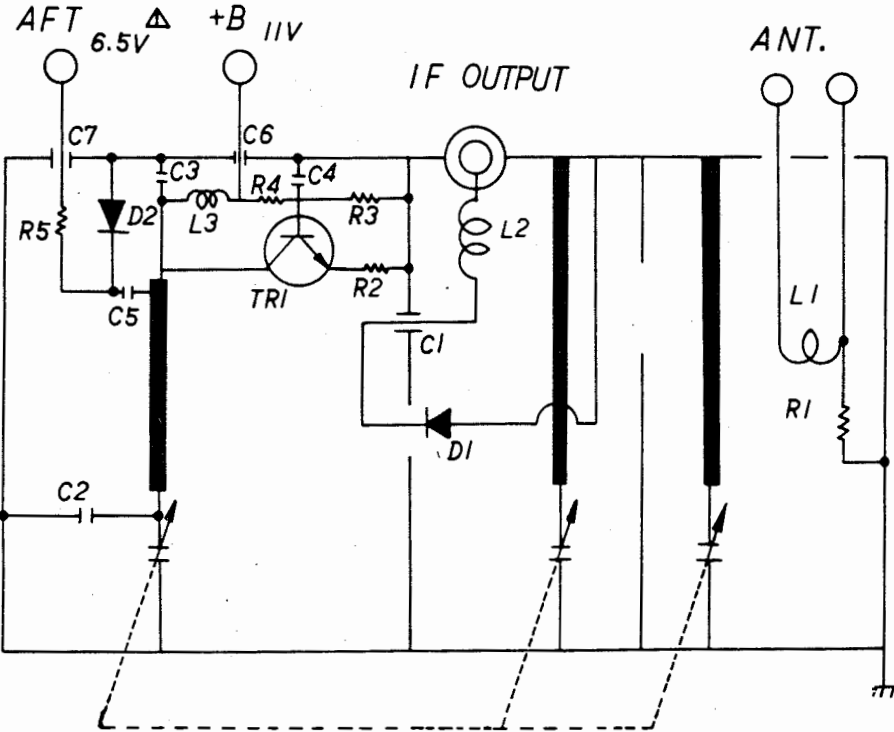 AFT 6.5V ! +B 11V
IF OUTPUT
ANT.
C7
C6
C3
C4
R4
R3
D2
L3
R5
L2
TR1
R2
C5
L1
C1
R1
D1
C2